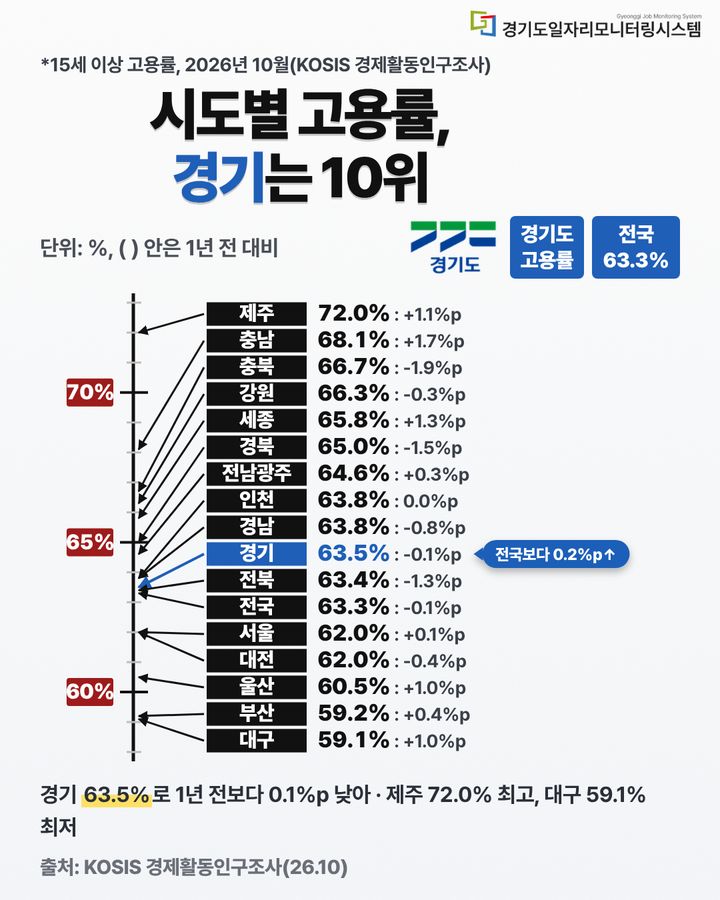 Gyeonggi Job Monitoring System
경기도일자리모니터링시스템
*15세 이상 고용률, 2026년 10월(KOSIS 경제활동인구조사)
시도별 고용률,
경기는 10위
단위: %, ( ) 안은 1년 전 대비
경기도
경기도
고용률
전국
63.3%
제주 72.0% : +1.1%p
충남 68.1% : +1.7%p
충북 66.7% : -1.9%p
70%
강원 66.3% : -0.3%p
세종 65.8% : +1.3%p
경북 65.0% : -1.5%p
전남광주 64.6% : +0.3%p
인천 63.8% : 0.0%p
경남 63.8% : -0.8%p
65%
경기 63.5% : -0.1%p 전국보다 0.2%p↑
전북 63.4% : -1.3%p
전국 63.3% : -0.1%p
서울 62.0% : +0.1%p
대전 62.0% : -0.4%p
60%
울산 60.5% : +1.0%p
부산 59.2% : +0.4%p
대구 59.1% : +1.0%p
경기 63.5%로 1년 전보다 0.1%p 낮아 · 제주 72.0% 최고, 대구 59.1%
최저
출처: KOSIS 경제활동인구조사(26.10)